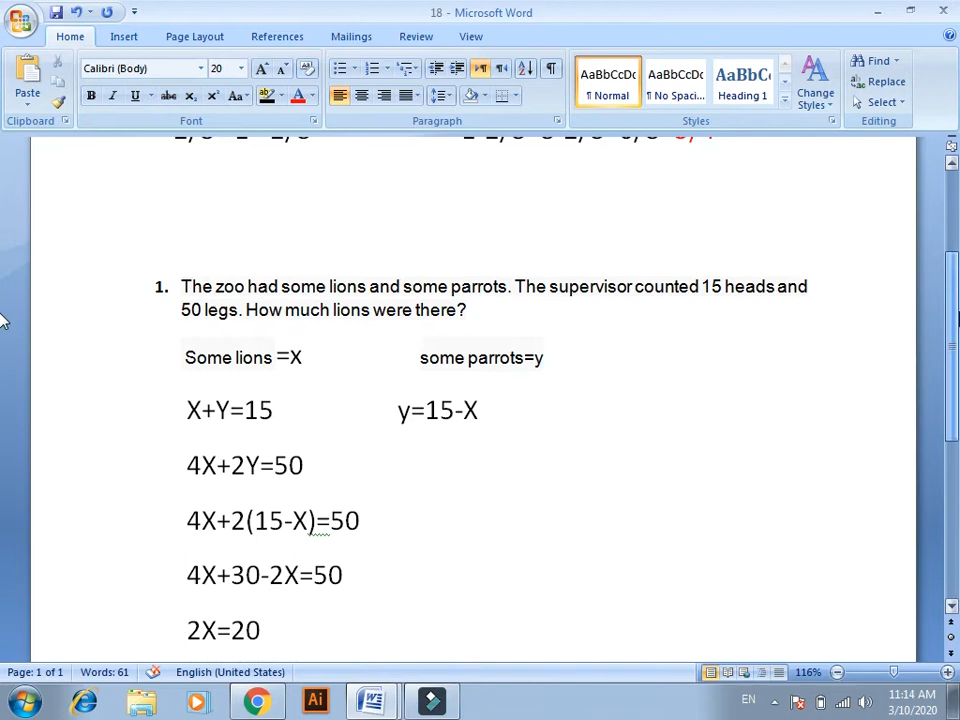 18 - Microsoft Word
Home Insert Page Layout References Mailings Review View
Paste
Clipboard
Calibri (Body) 20
B I U abc X₂ X² Aa
Font
Paragraph
AaBbCcDc AaBbCcDc AaBbC
¶ Normal ¶ No Spaci... Heading 1
Change Styles
Styles
Find
Replace
Select
Editing
1. The zoo had some lions and some parrots. The supervisor counted 15 heads and
50 legs. How much lions were there?
Some lions =X some parrots=y
X+Y=15 y=15-X
4X+2Y=50
4X+2(15-X)=50
4X+30-2X=50
2X=20
Page: 1 of 1 Words: 61 English (United States) 116%
EN 11:14 AM
3/10/2020